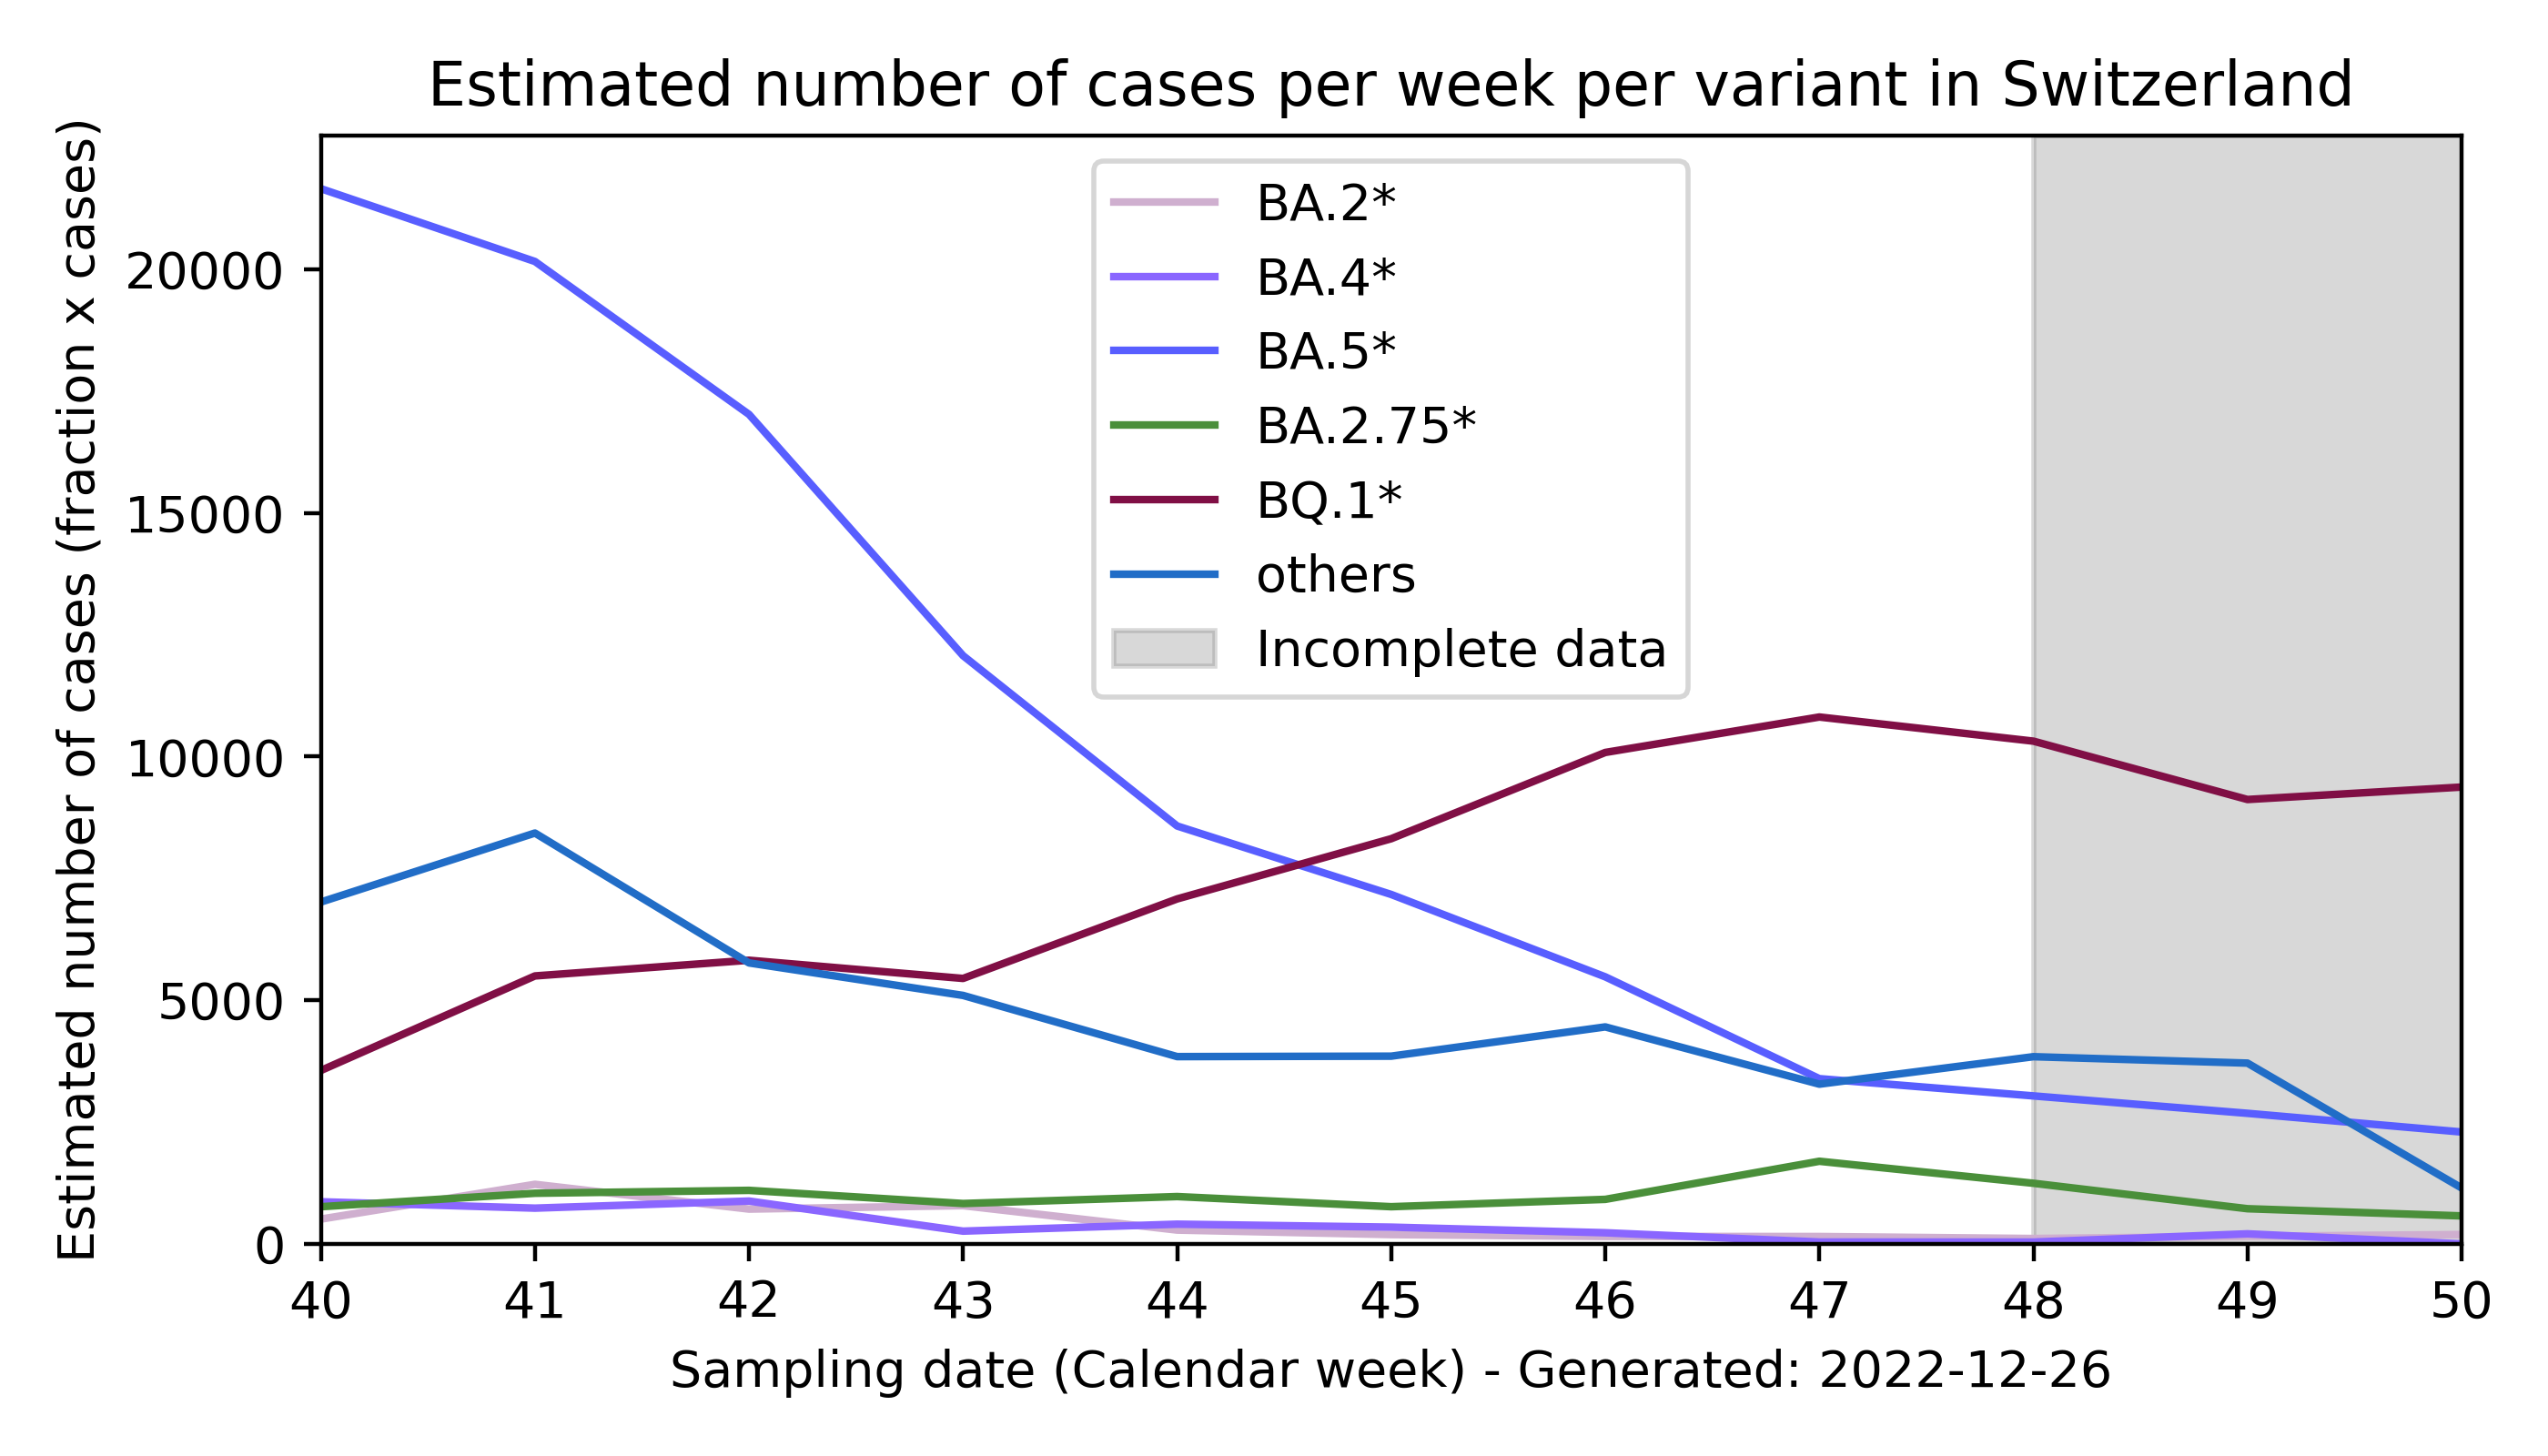 Estimated number of cases per week per variant in Switzerland
Estimated number of cases (fraction x cases)
20000
15000
10000
5000
0
BA.2*
BA.4*
BA.5*
BA.2.75*
BQ.1*
others
Incomplete data
40 41 42 43 44 45 46 47 48 49 50
Sampling date (Calendar week) - Generated: 2022-12-26